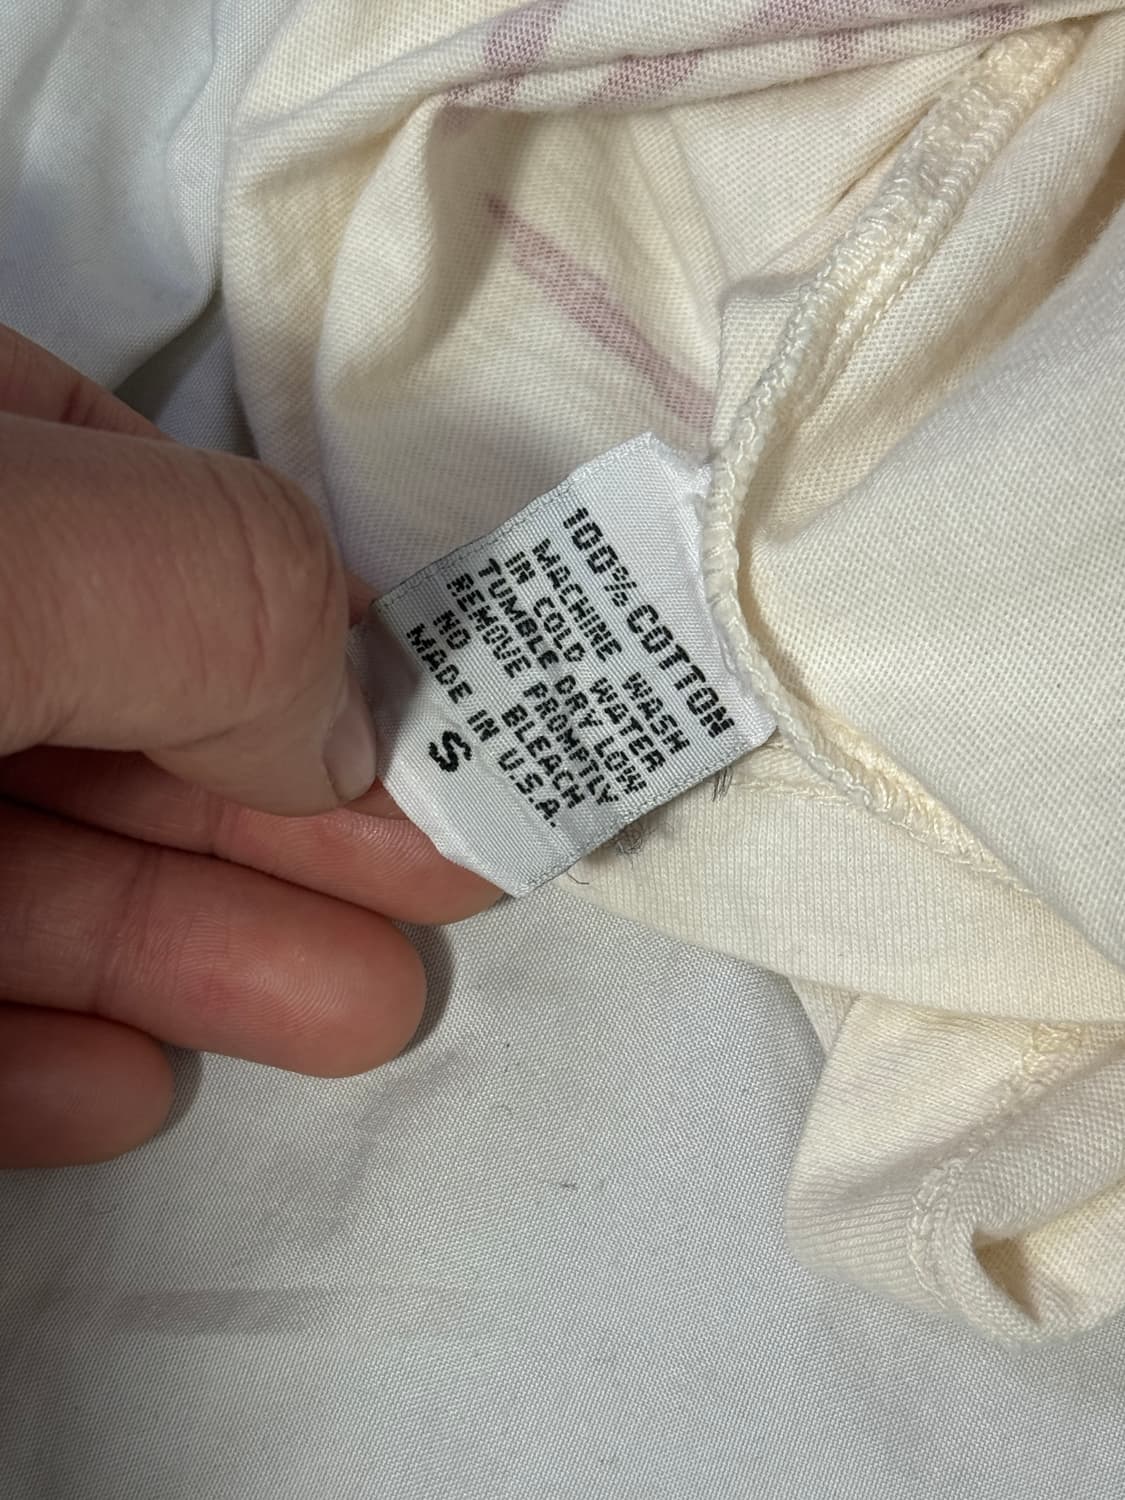 100% COTTON
MACHINE WASH
IN COLD WATER
TUMBLE DRY LOW
REMOVE PROMPTLY
NO BLEACH
MADE IN U.S.A.
S